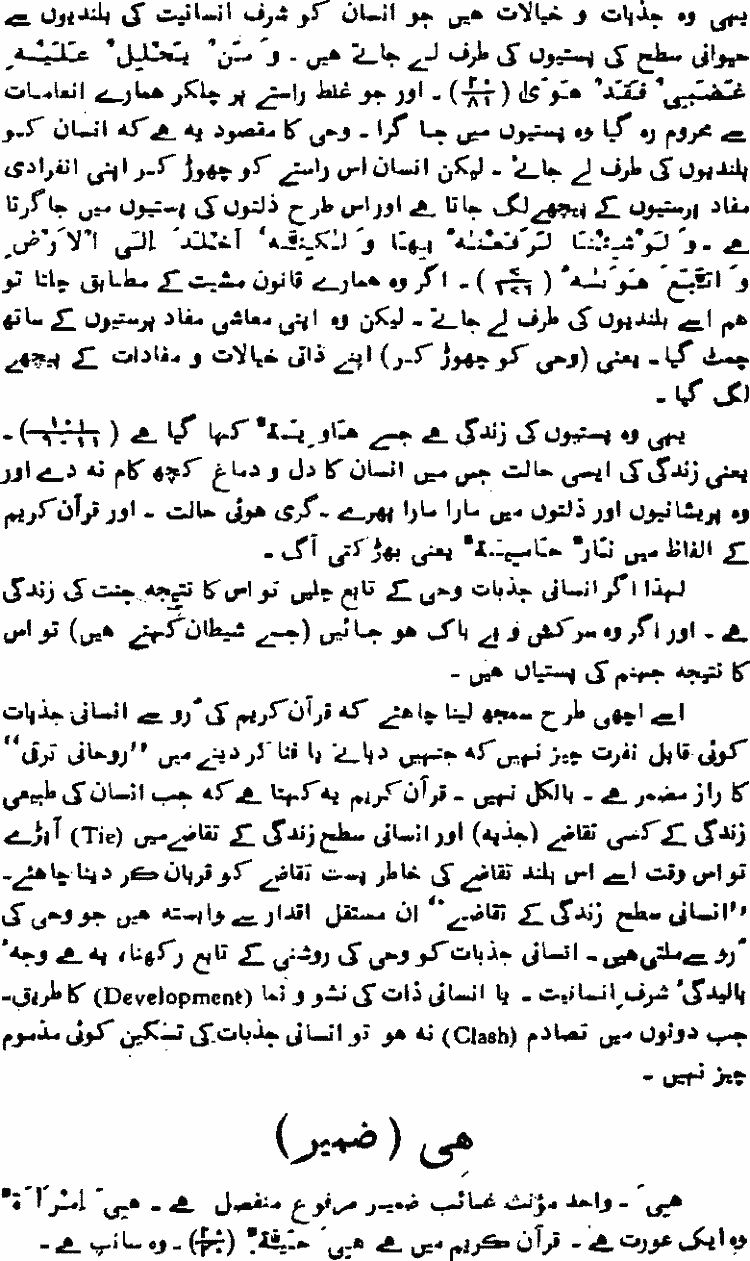 یہی وہ جذبات و خیالات ہیں جو انسان کو شرف انسانیت کی بلندیوں سے
حیوانی سطح کی پستیوں کی طرف لے جاتے ہیں ۔ وَ مَنْ یَحْلِلْ عَلَیْہِ
غَضَبِیْ فَقَدْ ھَوٰی (۲۰/۸۱) ۔ اور جو غلط راستے پر چلکر ہمارے انعامات
سے محروم رہ گیا وہ پستیوں میں جا گرا ۔ وحی کا مقصود یہ ہے کہ انسان کو
بلندیوں کی طرف لے جائے ۔ لیکن انسان اس راستے کو چھوڑ کر اپنی انفرادی
مفاد پرستیوں کے پیچھے لگ جاتا ہے اور اس طرح ذلتوں کی پستیوں میں جا گرتا
ہے ۔ وَ لَوْ شِئْنَا لَرَفَعْنٰہُ بِھَا وَ لٰکِنَّہٗ اَخْلَدَ اِلَی الْاَرْضِ
وَ اتَّبَعَ ھَوٰىہُ (۷/۱۷۶) ۔ اگر وہ ہمارے قانون مشیت کے مطابق چلتا تو
ہم اسے بلندیوں کی طرف لے جاتے ۔ لیکن وہ اپنی معاشی مفاد پرستیوں کے ساتھ
چمٹ گیا ۔ یعنی (وحی کو چھوڑ کر) اپنے ذاتی خیالات و مفادات کے پیچھے
لگ گیا ۔
یہی وہ پستیوں کی زندگی ہے جسے ھَاوِیَۃٌ کہا گیا ہے (۱۰۱/۹-۱۱) ۔
یعنی زندگی کی ایسی حالت جس میں انسان کا دل و دماغ کچھ کام نہ دے اور
وہ پریشانیوں اور ذلتوں میں مارا مارا پھرے ۔ گری ہوئی حالت ۔ اور قرآن کریم
کے الفاظ میں نَارٌ حَامِیَۃٌ یعنی بھڑکتی آگ ۔
لہذا اگر انسانی جذبات وحی کے تابع چلیں تو اس کا نتیجہ جنت کی زندگی
ہے ۔ اور اگر وہ سرکش و بے باک ہو جائیں (جسے شیطان کہتے ہیں) تو اس
کا نتیجہ جہنم کی پستیاں ہیں ۔
اسے اچھی طرح سمجھ لینا چاہئے کہ قرآن کریم کی رُو سے انسانی جذبات
کوئی قابل نفرت چیز نہیں کہ جنہیں دبانے یا فنا کر دینے میں ’’روحانی ترقی‘‘
کا راز مضمر ہے ۔ بالکل نہیں ۔ قرآن کریم یہ کہتا ہے کہ جب انسان کی طبیعی
زندگی کے کسی تقاضے (جذبہ) اور انسانی سطح زندگی کے تقاضے میں (Tie) آ پڑے
تو اس وقت اسے اس بلند تقاضے کی خاطر پست تقاضے کو قربان کر دینا چاہئے ۔
’’انسانی سطح زندگی کے تقاضے‘‘ ان مستقل اقدار سے وابستہ ہیں جو وحی کی
رُو سے ملتی ہیں ۔ انسانی جذبات کو وحی کی روشنی کے تابع رکھنا، یہ ہے وجہ
بالیدگیٔ شرفِ انسانیت ۔ یا انسانی ذات کی نشو و نما (Development) کا طریق ۔
جب دونوں میں تصادم (Clash) نہ ہو تو انسانی جذبات کی تسکین کوئی مذموم
چیز نہیں ۔
ھِی (ضمیر)
ھِیَ ۔ واحد مؤنث غائب ضمیر مرفوع منفصل ہے ۔ ھِیَ اِمْرَاَۃٌ
وہ ایک عورت ہے ۔ قرآن کریم میں ہے ھِیَ حَیَّۃٌ (۲۰/۲۰) ۔ وہ سانپ ہے ۔